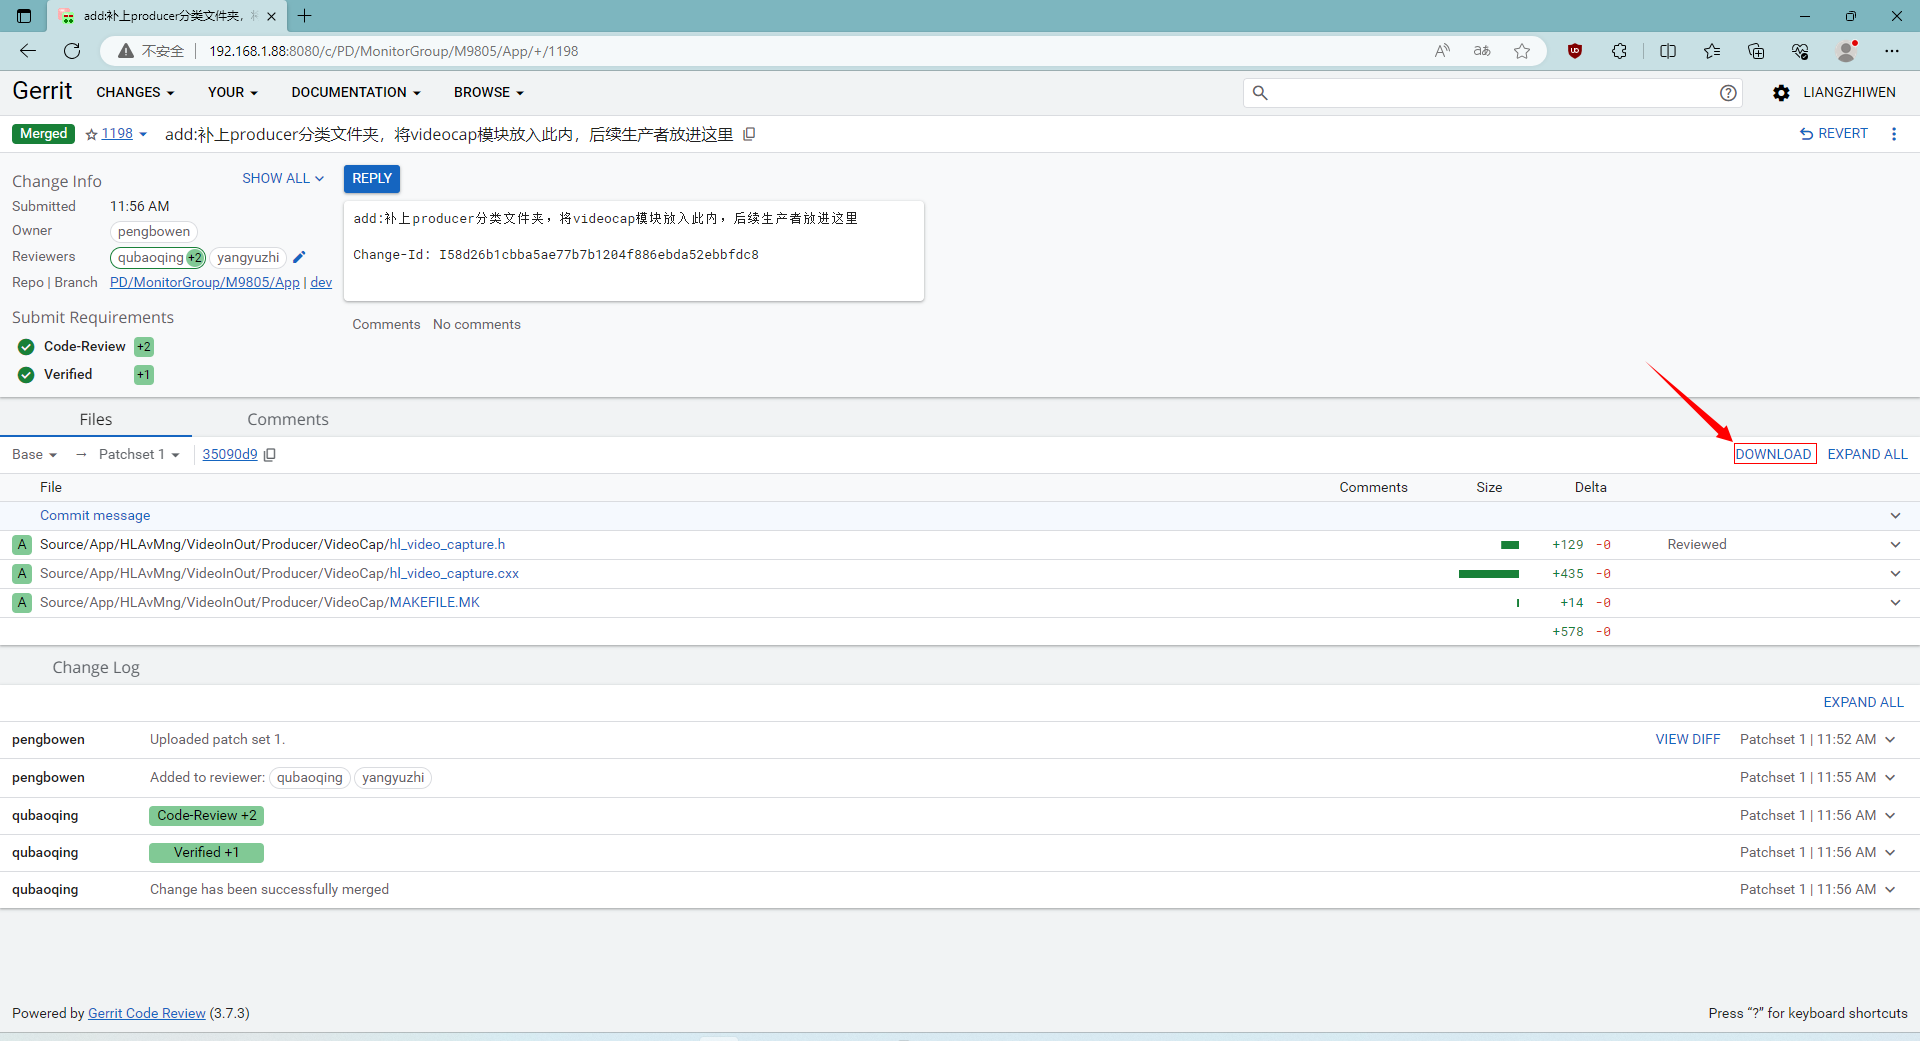 add:补上producer分类文件夹，
不安全 192.168.1.88:8080/c/PD/MonitorGroup/M9805/App/+/1198
Gerrit CHANGES YOUR DOCUMENTATION BROWSE LIANGZHIWEN
Merged 1198 add:补上producer分类文件夹，将videocap模块放入此内，后续生产者放进这里 REVERT
Change Info SHOW ALL REPLY
Submitted 11:56 AM
Owner pengbowen
Reviewers qubaoqing +2 yangyuzhi
Repo | Branch PD/MonitorGroup/M9805/App | dev
add:补上producer分类文件夹，将videocap模块放入此内，后续生产者放进这里
Change-Id: I58d26b1cbba5ae77b7b1204f886ebda52ebbfdc8
Submit Requirements
Comments No comments
Code-Review +2
Verified +1
Files Comments
Base → Patchset 1 35090d9 DOWNLOAD EXPAND ALL
File Comments Size Delta
Commit message
A Source/App/HLAvMng/VideoInOut/Producer/VideoCap/hl_video_capture.h +129 -0 Reviewed
A Source/App/HLAvMng/VideoInOut/Producer/VideoCap/hl_video_capture.cxx +435 -0
A Source/App/HLAvMng/VideoInOut/Producer/VideoCap/MAKEFILE.MK +14 -0
+578 -0
Change Log
EXPAND ALL
pengbowen Uploaded patch set 1. VIEW DIFF Patchset 1 | 11:52 AM
pengbowen Added to reviewer: qubaoqing yangyuzhi Patchset 1 | 11:55 AM
qubaoqing Code-Review +2 Patchset 1 | 11:56 AM
qubaoqing Verified +1 Patchset 1 | 11:56 AM
qubaoqing Change has been successfully merged Patchset 1 | 11:56 AM
Powered by Gerrit Code Review (3.7.3) Press “?” for keyboard shortcuts